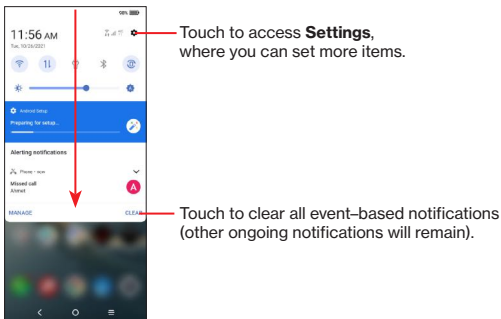 98%
11:56 AM
Tue, 10/26/2021
Touch to access Settings,
where you can set more items.
Android Setup
Preparing for setup...
Alerting notifications
Phone • now
Missed call
Ahmet
A
MANAGE
CLEAR
Touch to clear all event–based notifications
(other ongoing notifications will remain).